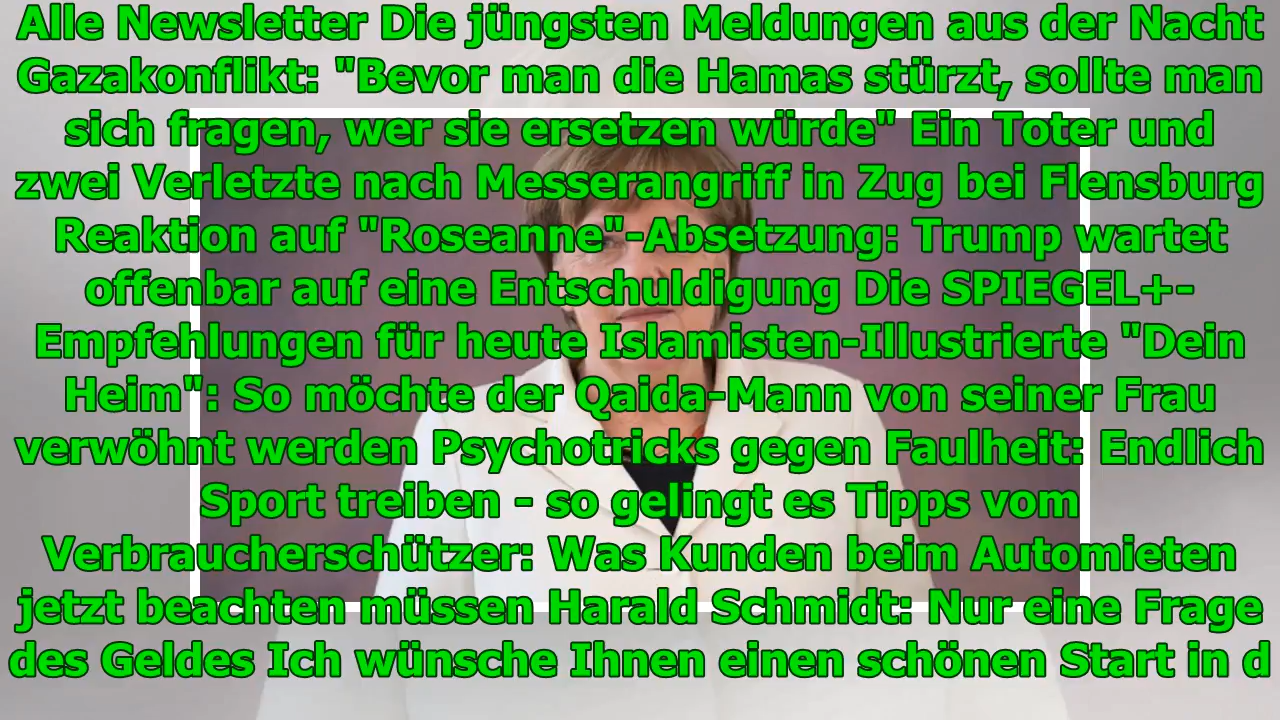 Alle Newsletter Die jüngsten Meldungen aus der Nacht
Gazakonflikt: "Bevor man die Hamas stürzt, sollte man
sich fragen, wer sie ersetzen würde" Ein Toter und
zwei Verletzte nach Messerangriff in Zug bei Flensburg
Reaktion auf "Roseanne"-Absetzung: Trump wartet
offenbar auf eine Entschuldigung Die SPIEGEL+-
Empfehlungen für heute Islamisten-Illustrierte "Dein
Heim": So möchte der Qaida-Mann von seiner Frau
verwöhnt werden Psychotricks gegen Faulheit: Endlich
Sport treiben - so gelingt es Tipps vom
Verbraucherschützer: Was Kunden beim Automieten
jetzt beachten müssen Harald Schmidt: Nur eine Frage
des Geldes Ich wünsche Ihnen einen schönen Start in d